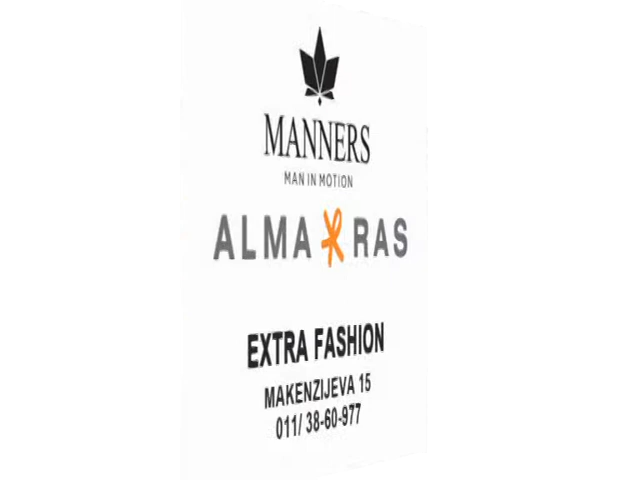 MANNERS
MAN IN MOTION
ALMA RAS
EXTRA FASHION
MAKENZIJEVA 15
011/ 38-60-977